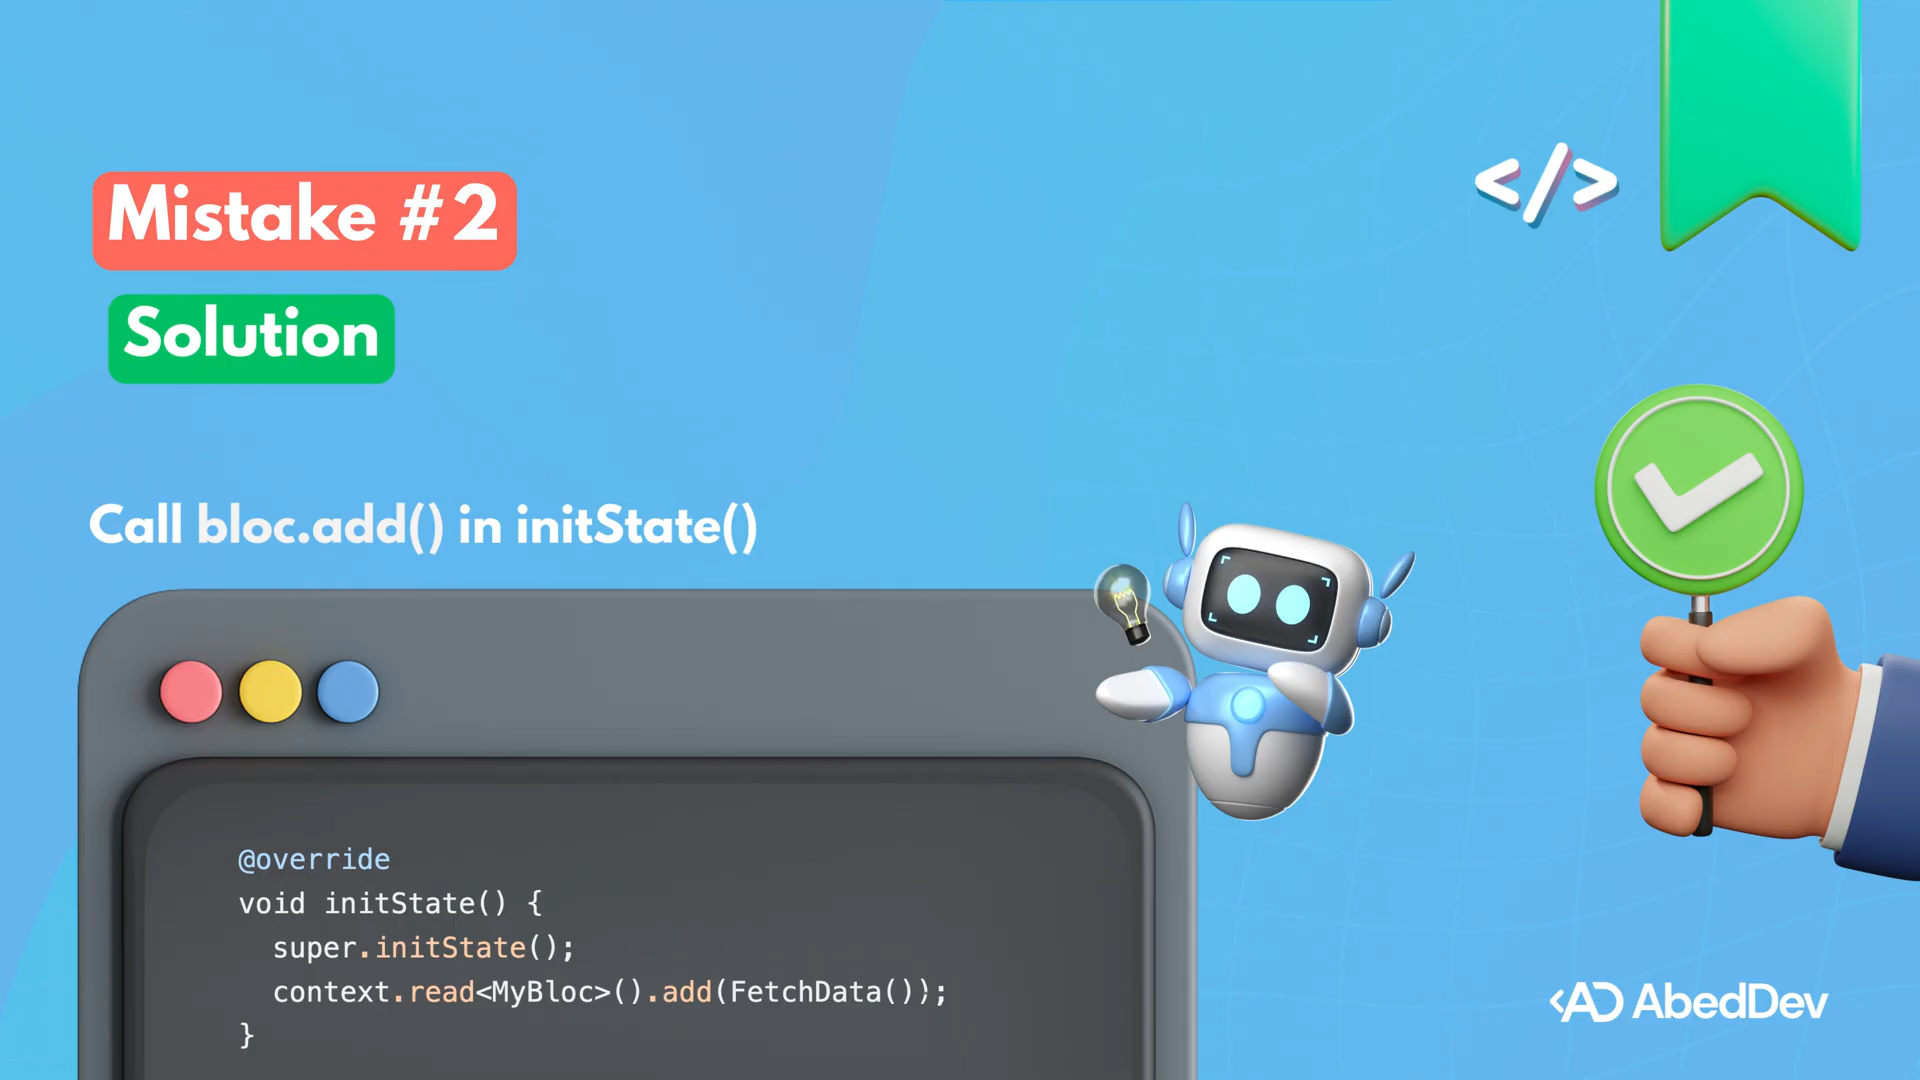 Mistake #2
</>
Solution
Call bloc.add() in initState()
@override
void initState() {
  super.initState();
  context.read<MyBloc>().add(FetchData());
}
<AD AbedDev